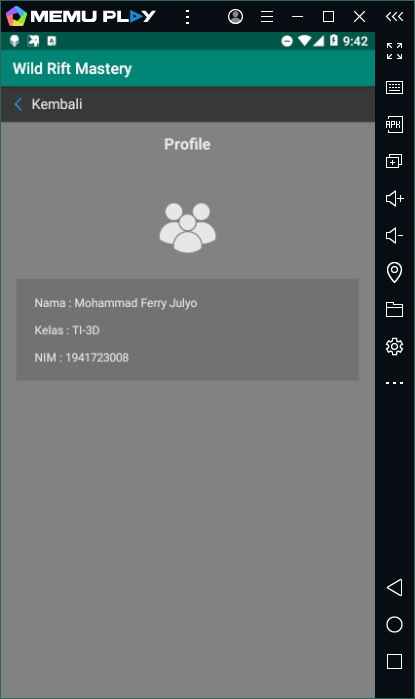 MEMU PLAY
9:42
Wild Rift Mastery
Kembali
Profile
Nama : Mohammad Ferry Julyo
Kelas : TI-3D
NIM : 1941723008
APK